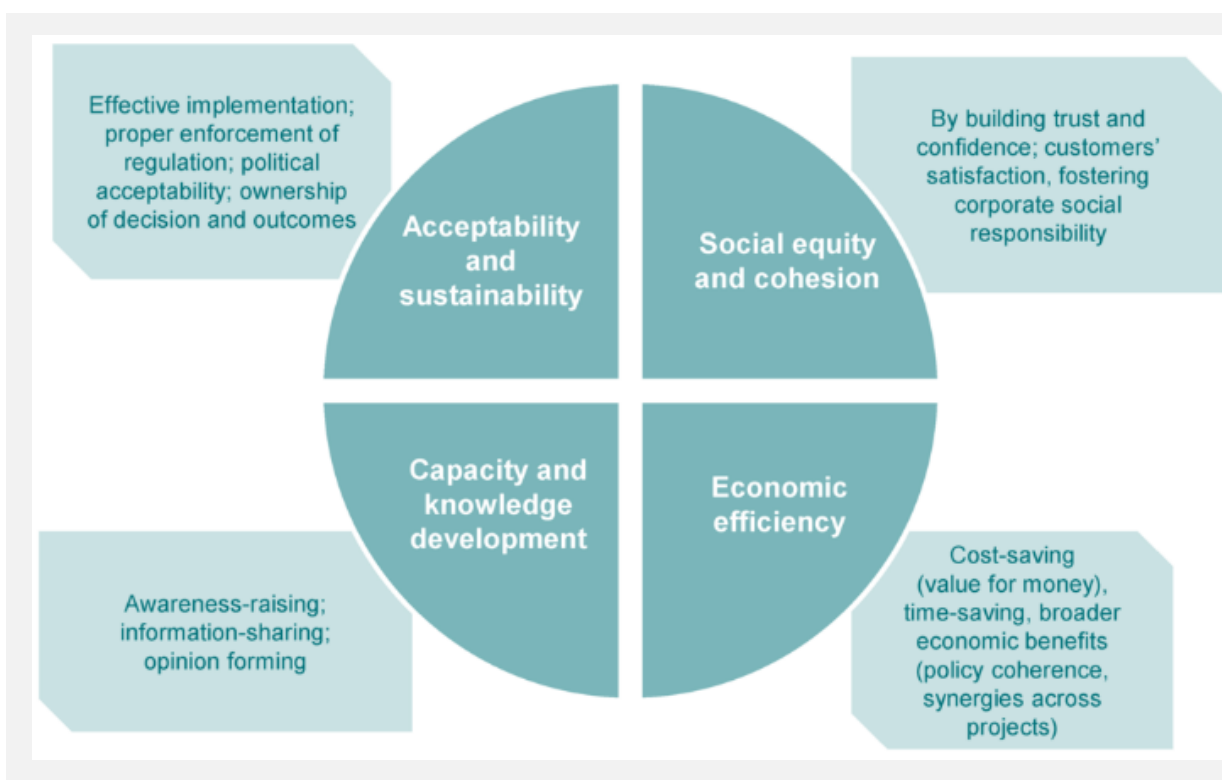 Effective implementation;
proper enforcement of
regulation; political
acceptability; ownership
of decision and outcomes
Acceptability
and
sustainability
By building trust and
confidence; customers’
satisfaction, fostering
corporate social
responsibility
Social equity
and cohesion
Capacity and
knowledge
development
Awareness-raising;
information-sharing;
opinion forming
Economic
efficiency
Cost-saving
(value for money),
time-saving, broader
economic benefits
(policy coherence,
synergies across
projects)